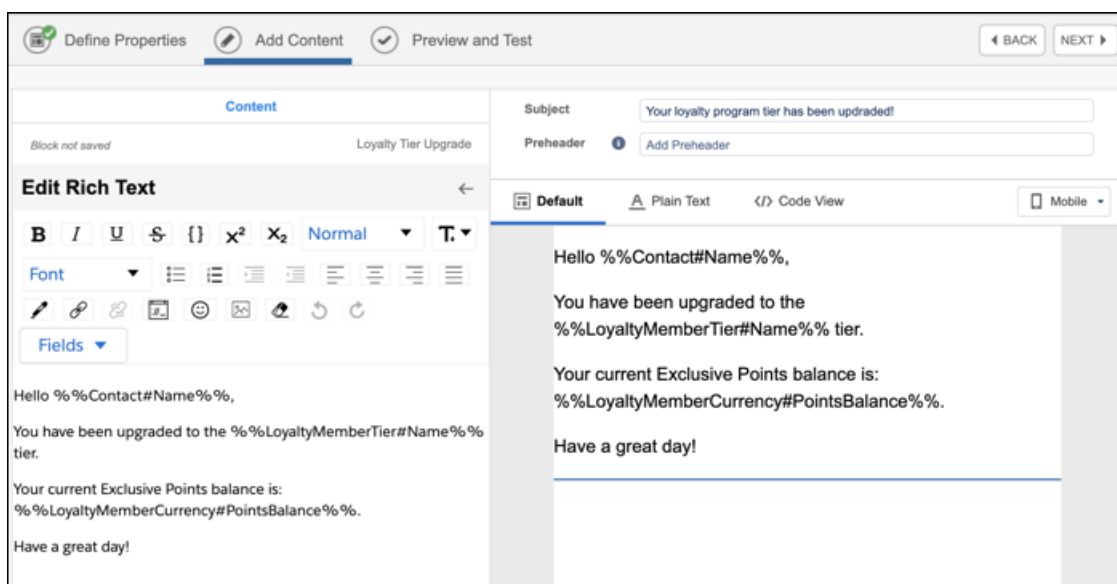 Define Properties Add Content Preview and Test BACK NEXT
Content
Block not saved Loyalty Tier Upgrade
Edit Rich Text
B I U S {} X² X₂ Normal T.
Font
Fields
Hello %%Contact#Name%%,
You have been upgraded to the %%LoyaltyMemberTier#Name%%
tier.
Your current Exclusive Points balance is:
%%LoyaltyMemberCurrency#PointsBalance%%.
Have a great day!
Subject Your loyalty program tier has been updraded!
Preheader Add Preheader
Default A Plain Text </> Code View Mobile
Hello %%Contact#Name%%,
You have been upgraded to the
%%LoyaltyMemberTier#Name%% tier.
Your current Exclusive Points balance is:
%%LoyaltyMemberCurrency#PointsBalance%%.
Have a great day!